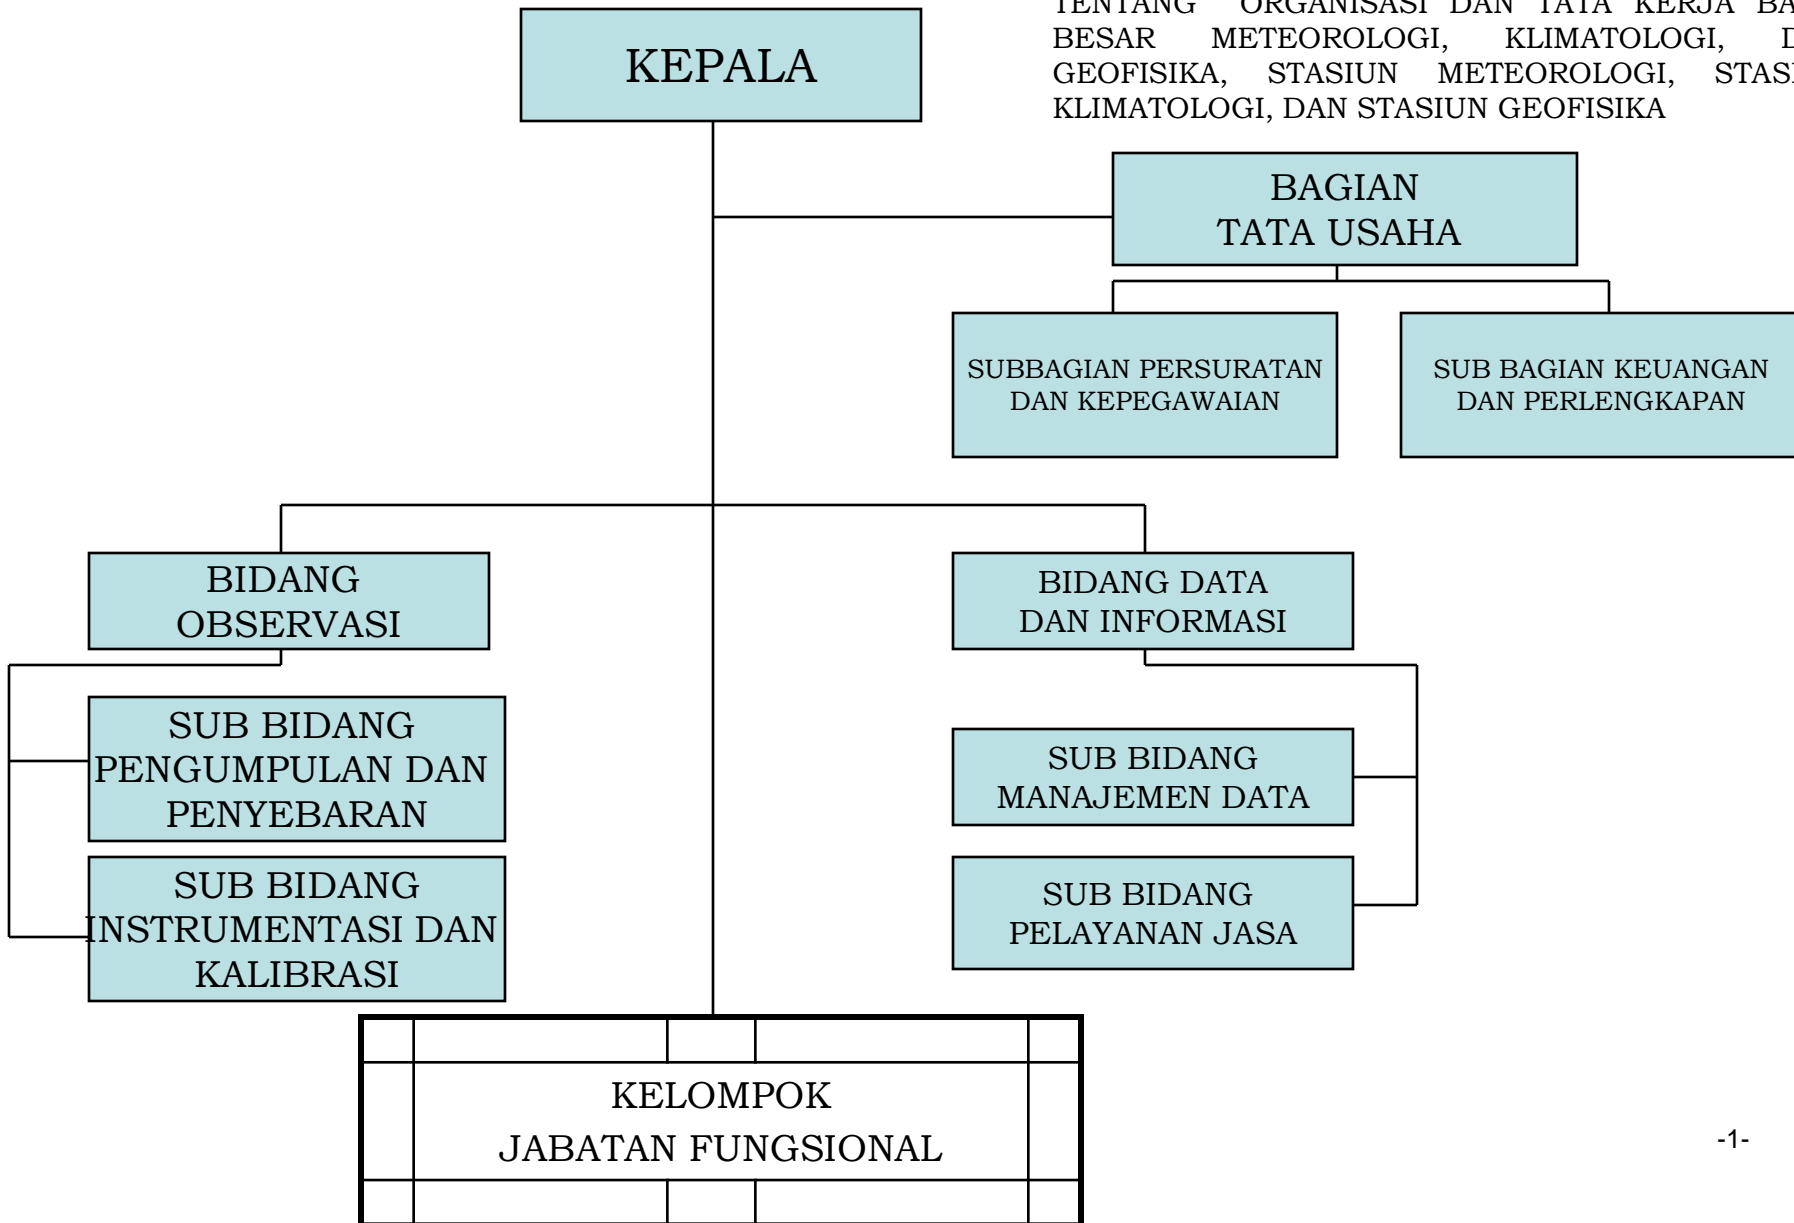 TENTANG ORGANISASI DAN TATA KERJA
BESAR METEOROLOGI, KLIMATOLOGI,
GEOFISIKA, STASIUN METEOROLOGI,
KLIMATOLOGI, DAN STASIUN GEOFISIKA
KEPALA
BAGIAN
TATA USAHA
SUBBAGIAN PERSURATAN
DAN KEPEGAWAIAN
SUB BAGIAN KEUANGAN
DAN PERLENGKAPAN
BIDANG
OBSERVASI
BIDANG DATA
DAN INFORMASI
SUB BIDANG
PENGUMPULAN DAN
PENYEBARAN
SUB BIDANG
MANAJEMEN DATA
SUB BIDANG
INSTRUMENTASI DAN
KALIBRASI
SUB BIDANG
PELAYANAN JASA
KELOMPOK
JABATAN FUNGSIONAL
-1-